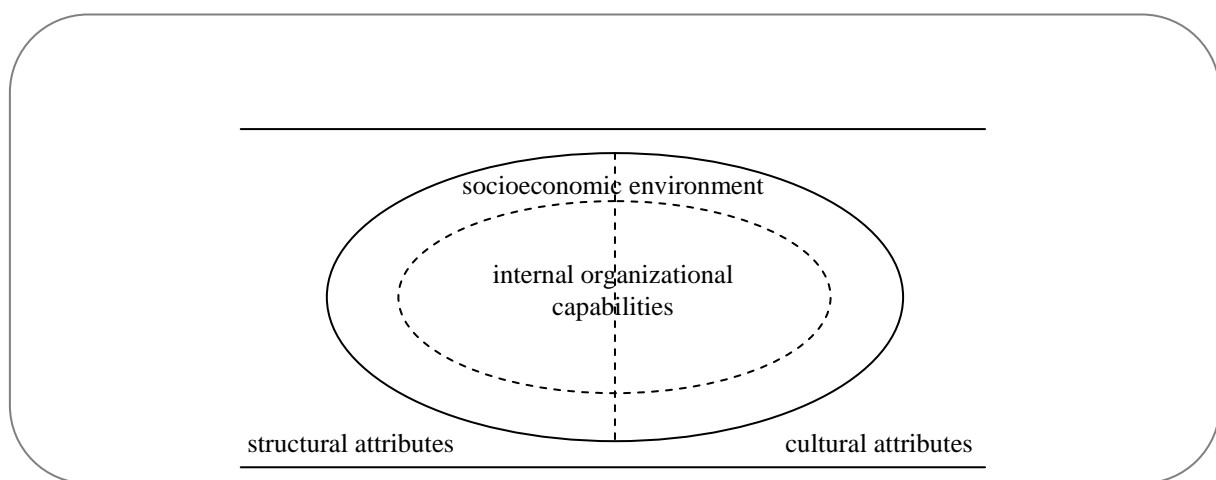 socioeconomic environment
internal organizational
capabilities
structural attributes
cultural attributes